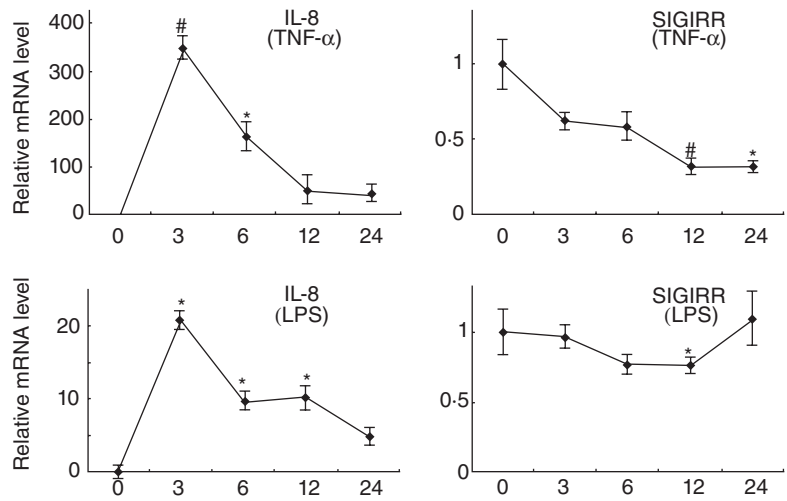 IL-8
(TNF-α)
Relative mRNA level
400
300
200
100
0
#
*
0 3 6 12 24
SIGIRR
(TNF-α)
1
0·5
0
#
*
0 3 6 12 24
IL-8
(LPS)
Relative mRNA level
20
10
0
*
* *
0 3 6 12 24
SIGIRR
(LPS)
1
0·5
0
*
0 3 6 12 24